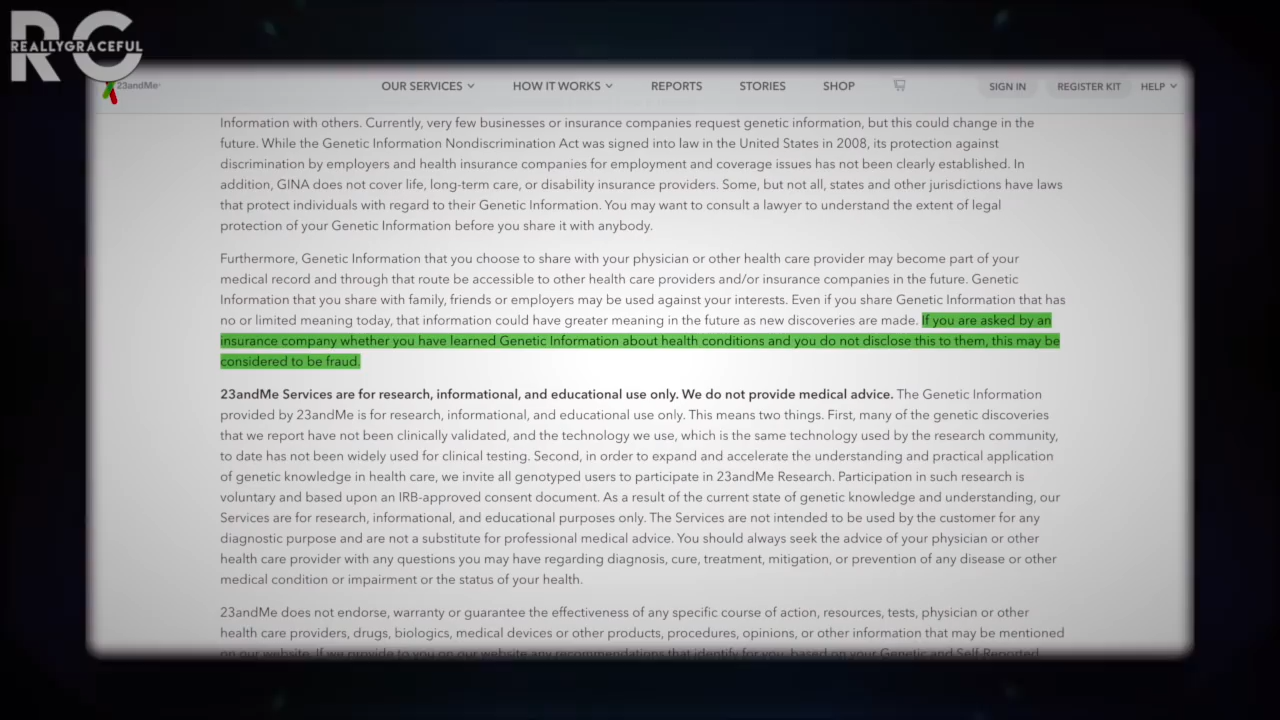 RC
REALLYGRACEFUL
23andMe
OUR SERVICES HOW IT WORKS REPORTS STORIES SHOP SIGN IN REGISTER KIT HELP
Information with others. Currently, very few businesses or insurance companies request genetic information, but this could change in the
future. While the Genetic Information Nondiscrimination Act was signed into law in the United States in 2008, its protection against
discrimination by employers and health insurance companies for employment and coverage issues has not been clearly established. In
addition, GINA does not cover life, long-term care, or disability insurance providers. Some, but not all, states and other jurisdictions have laws
that protect individuals with regard to their Genetic Information. You may want to consult a lawyer to understand the extent of legal
protection of your Genetic Information before you share it with anybody.
Furthermore, Genetic Information that you choose to share with your physician or other health care provider may become part of your
medical record and through that route be accessible to other health care providers and/or insurance companies in the future. Genetic
Information that you share with family, friends or employers may be used against your interests. Even if you share Genetic Information that has
no or limited meaning today, that information could have greater meaning in the future as new discoveries are made. If you are asked by an
insurance company whether you have learned Genetic Information about health conditions and you do not disclose this to them, this may be
considered to be fraud.
23andMe Services are for research, informational, and educational use only. We do not provide medical advice. The Genetic Information
provided by 23andMe is for research, informational, and educational use only. This means two things. First, many of the genetic discoveries
that we report have not been clinically validated, and the technology we use, which is the same technology used by the research community,
to date has not been widely used for clinical testing. Second, in order to expand and accelerate the understanding and practical application
of genetic knowledge in health care, we invite all genotyped users to participate in 23andMe Research. Participation in such research is
voluntary and based upon an IRB-approved consent document. As a result of the current state of genetic knowledge and understanding, our
Services are for research, informational, and educational purposes only. The Services are not intended to be used by the customer for any
diagnostic purpose and are not a substitute for professional medical advice. You should always seek the advice of your physician or other
health care provider with any questions you may have regarding diagnosis, cure, treatment, mitigation, or prevention of any disease or other
medical condition or impairment or the status of your health.
23andMe does not endorse, warranty or guarantee the effectiveness of any specific course of action, resources, tests, physician or other
health care providers, drugs, biologics, medical devices or other products, procedures, opinions, or other information that may be mentioned
on our website. If we provide to you on our website any recommendations that identify for you, based on your Genetic and Self-Reported